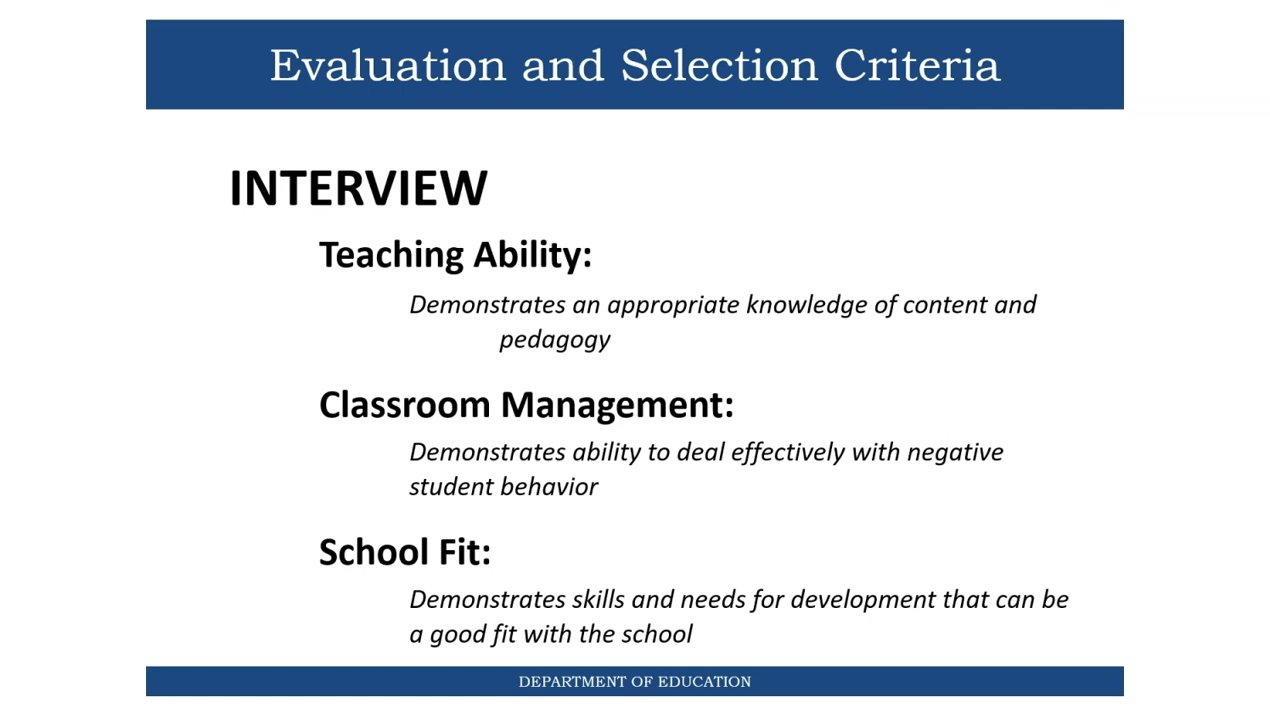 Evaluation and Selection Criteria
INTERVIEW
Teaching Ability:
Demonstrates an appropriate knowledge of content and
pedagogy
Classroom Management:
Demonstrates ability to deal effectively with negative
student behavior
School Fit:
Demonstrates skills and needs for development that can be
a good fit with the school
DEPARTMENT OF EDUCATION